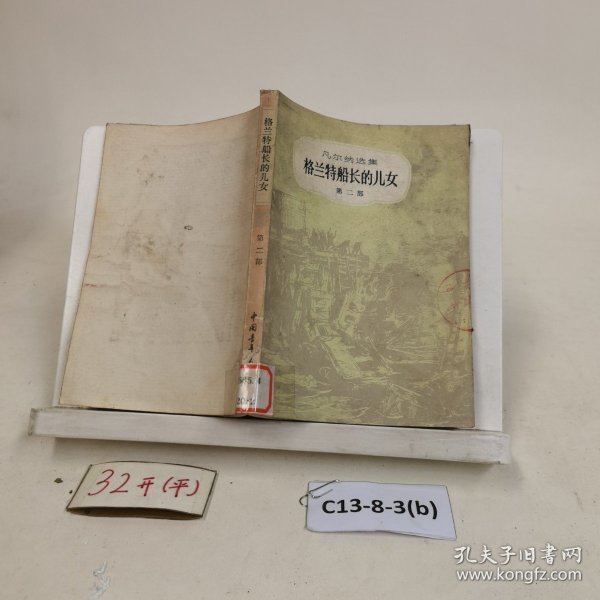 凡尔纳选集
格兰特船长的儿女
第二部
格兰特船长的儿女
第二部
中国青年
32开(平)
C13-8-3(b)
孔夫子旧书网
www.kongfz.com